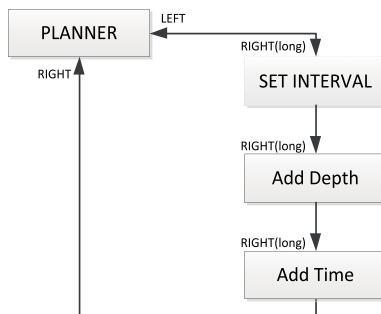 LEFT
PLANNER
RIGHT(long)
RIGHT
SET INTERVAL
RIGHT(long)
Add Depth
RIGHT(long)
Add Time